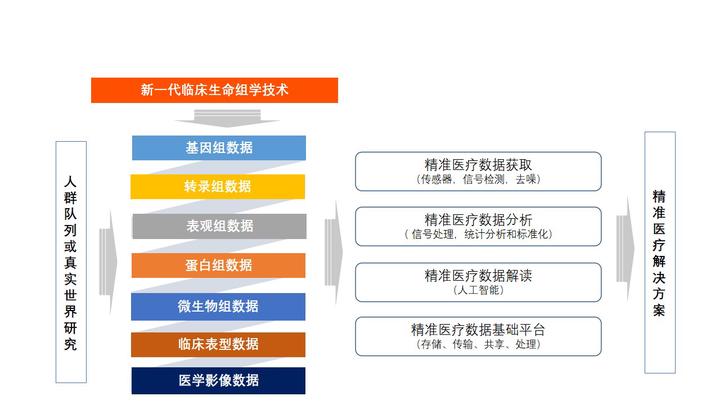 新一代临床生命组学技术
人群队列或真实世界研究
基因组数据
转录组数据
表观组数据
蛋白组数据
微生物组数据
临床表型数据
医学影像数据
精准医疗数据获取
（传感器，信号检测，去噪）
精准医疗数据分析
（ 信号处理，统计分析和标准化）
精准医疗数据解读
（人工智能）
精准医疗数据基础平台
（存储、传输、共享、处理）
精准医疗解决方案